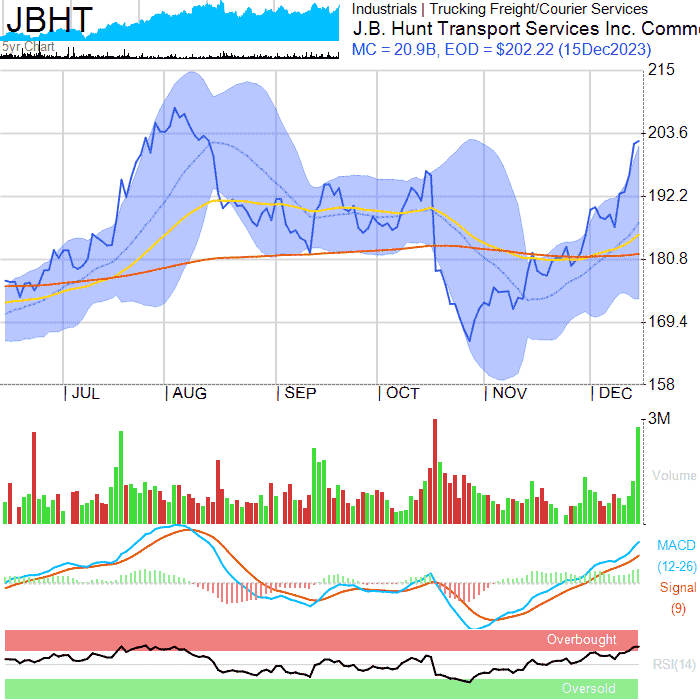 JBHT
5yr Chart
Industrials | Trucking Freight/Courier Services
J.B. Hunt Transport Services Inc. Comm
MC = 20.9B, EOD = $202.22 (15Dec2023)
215
203.6
192.2
180.8
169.4
158
JUL AUG SEP OCT NOV DEC
3M
Volume
MACD
(12-26)
Signal
(9)
Overbought
RSI(14)
Oversold